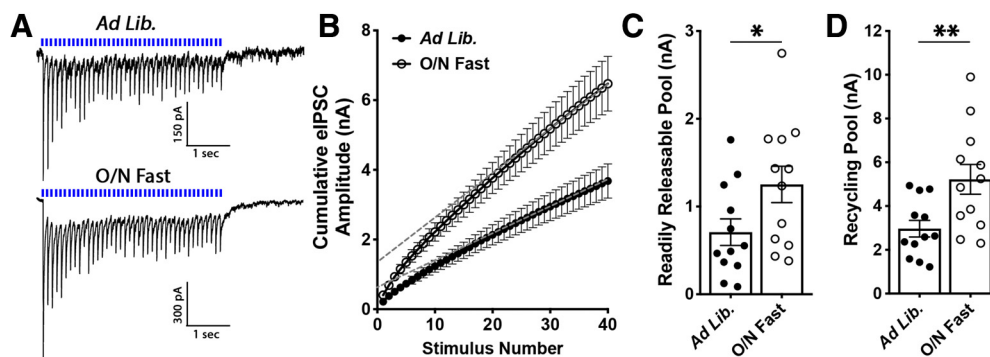 A
Ad Lib.
150 pA
1 sec
O/N Fast
300 pA
1 sec
B
Ad Lib.
O/N Fast
Cumulative eIPSC
Amplitude (nA)
8
6
4
2
0
0 10 20 30 40
Stimulus Number
C
*
Readily Releasable Pool (nA)
3
2
1
0
Ad Lib.
O/N Fast
D
**
Recycling Pool (nA)
12
10
8
6
4
2
0
Ad Lib.
O/N Fast